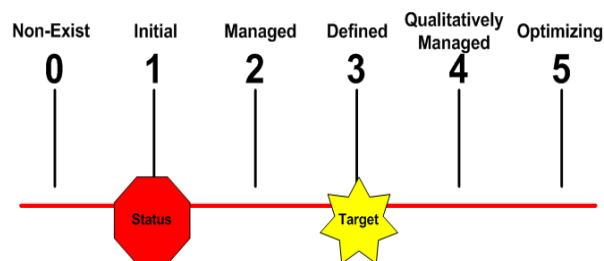 Non-Exist Initial Managed Defined Qualitatively Managed Optimizing
0 1 2 3 4 5
Status Target